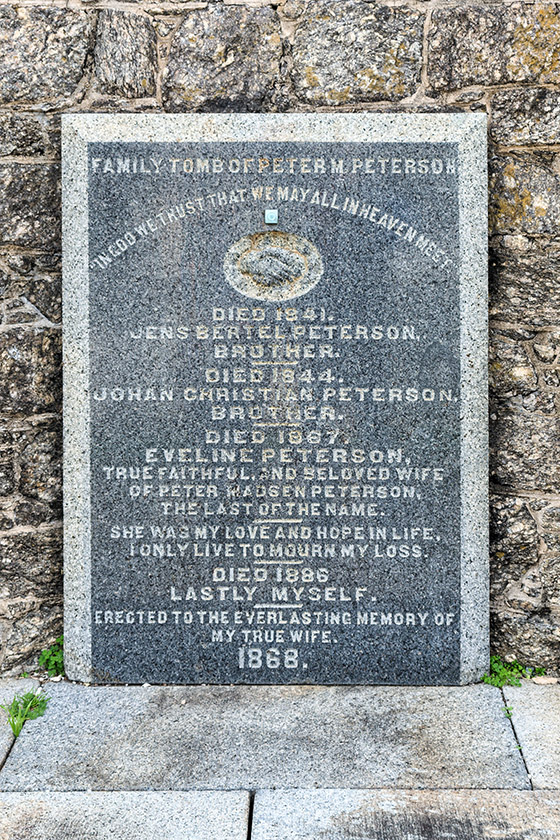 FAMILY TOMB OF PETER M. PETERSON
"IN GOD WE TRUST THAT WE MAY ALL IN HEAVEN MEET"
DIED 1841.
JENS BERTEL PETERSON,
BROTHER.
DIED 1844.
JOHAN CHRISTIAN PETERSON.
BROTHER.
DIED 1867.
EVELINE PETERSON,
TRUE FAITHFUL, AND BELOVED WIFE
OF PETER MADSEN PETERSON,
THE LAST OF THE NAME.
SHE WAS MY LOVE AND HOPE IN LIFE,
I ONLY LIVE TO MOURN MY LOSS.
DIED 1886
LASTLY MYSELF.
ERECTED TO THE EVERLASTING MEMORY OF
MY TRUE WIFE.
1868.